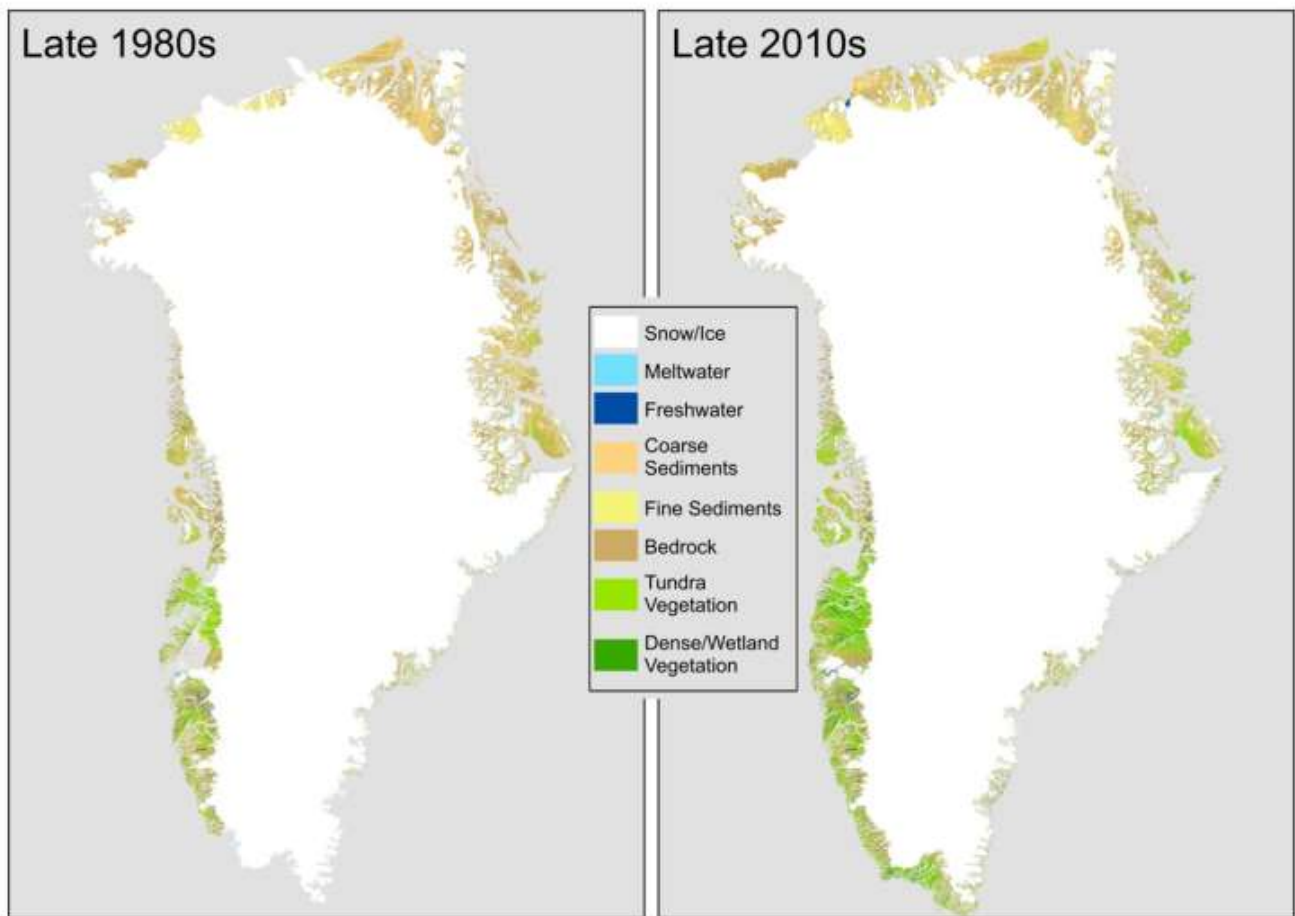 Late 1980s
Late 2010s
Snow/Ice
Meltwater
Freshwater
Coarse
Sediments
Fine Sediments
Bedrock
Tundra
Vegetation
Dense/Wetland
Vegetation